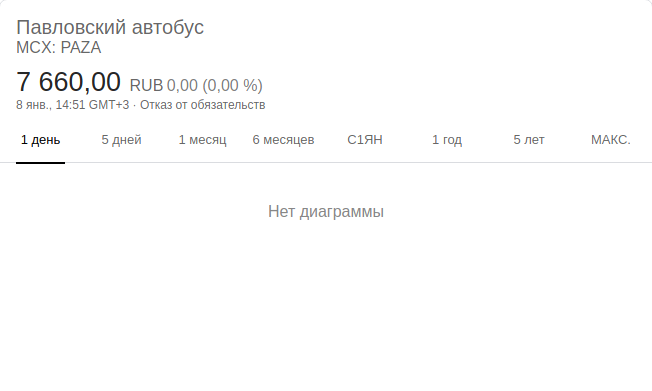 Павловский автобус
MCX: PAZA
7 660,00 RUB 0,00 (0,00 %)
8 янв., 14:51 GMT+3 · Отказ от обязательств
1 день 5 дней 1 месяц 6 месяцев С1ЯН 1 год 5 лет МАКС.
Нет диаграммы